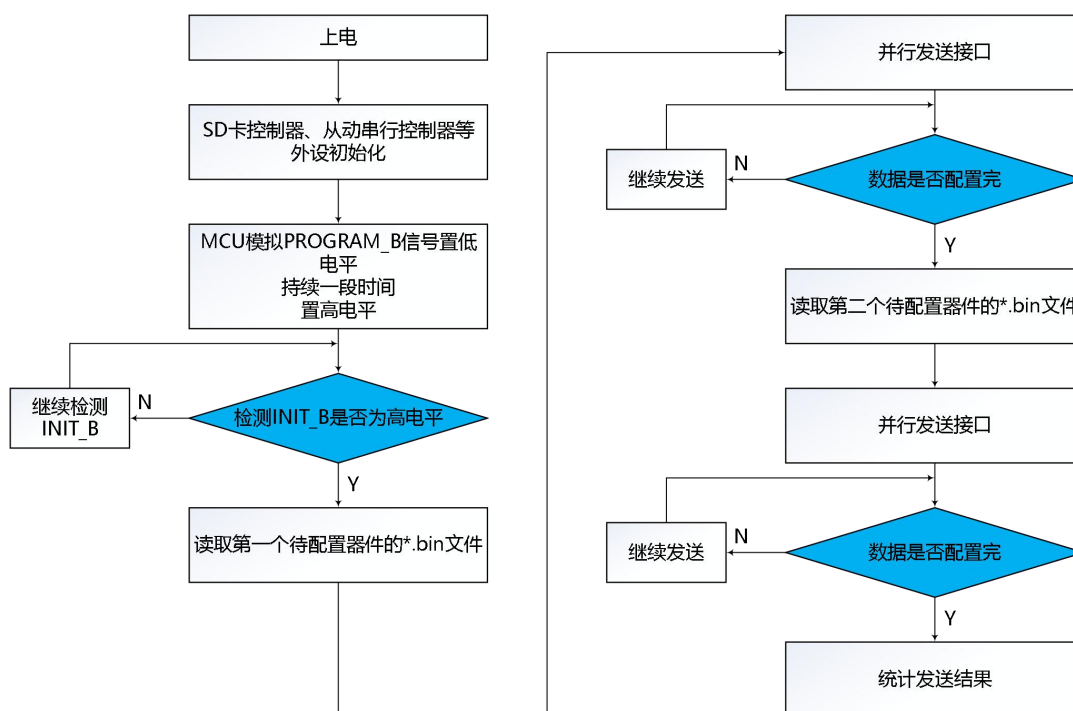 上电
SD卡控制器、从动串行控制器等
外设初始化
MCU模拟PROGRAM_B信号置低
电平
持续一段时间
置高电平
继续检测
INIT_B
N
检测INIT_B是否为高电平
Y
读取第一个待配置器件的*.bin文件
并行发送接口
继续发送
N
数据是否配置完
Y
读取第二个待配置器件的*.bin文件
并行发送接口
继续发送
N
数据是否配置完
Y
统计发送结果